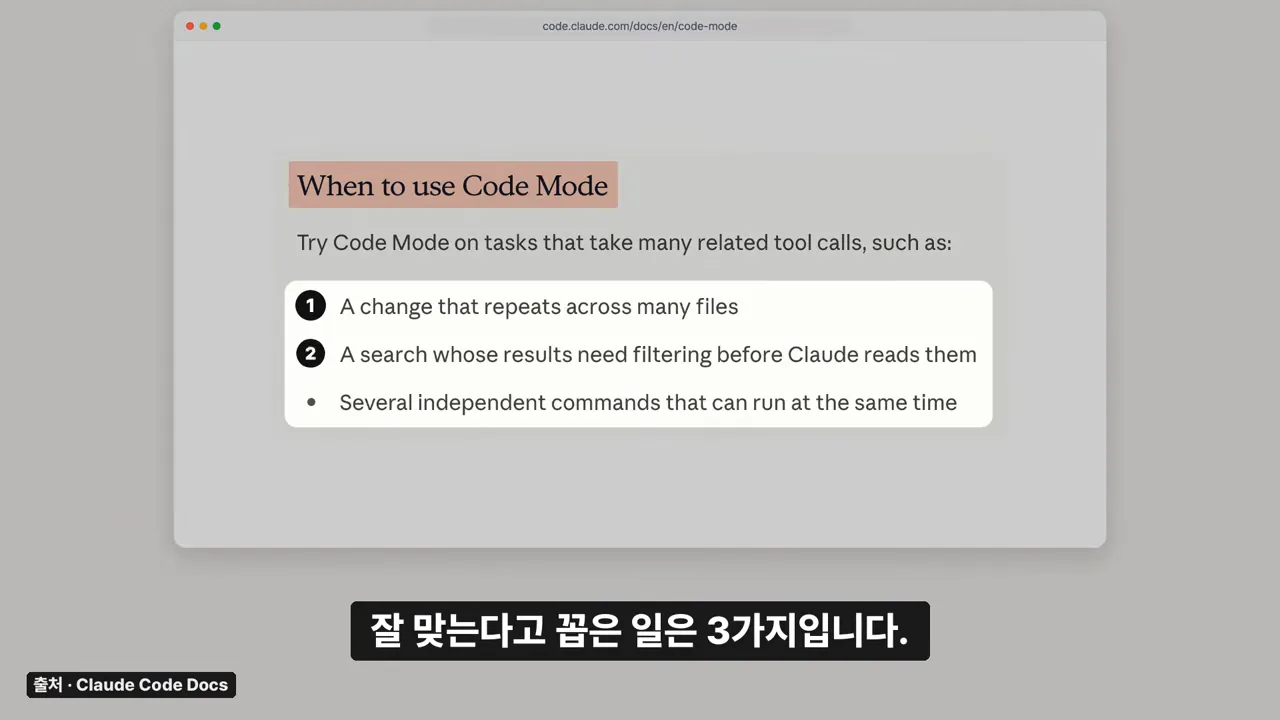 code.claude.com/docs/en/code-mode
When to use Code Mode
Try Code Mode on tasks that take many related tool calls, such as:
1 A change that repeats across many files
2 A search whose results need filtering before Claude reads them
• Several independent commands that can run at the same time
잘 맞는다고 꼽은 일은 3가지입니다.
출처 · Claude Code Docs